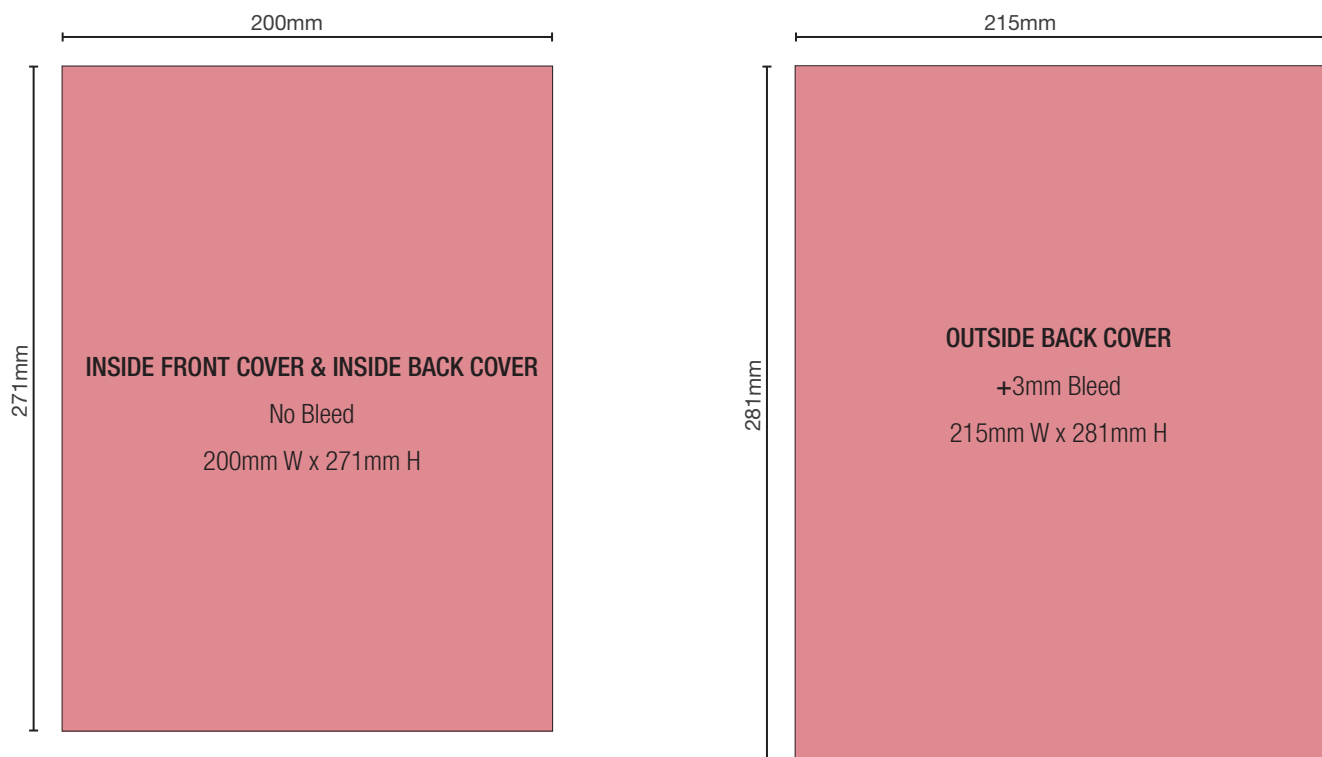 200mm
271mm
INSIDE FRONT COVER & INSIDE BACK COVER
No Bleed
200mm W x 271mm H
215mm
281mm
OUTSIDE BACK COVER
+3mm Bleed
215mm W x 281mm H